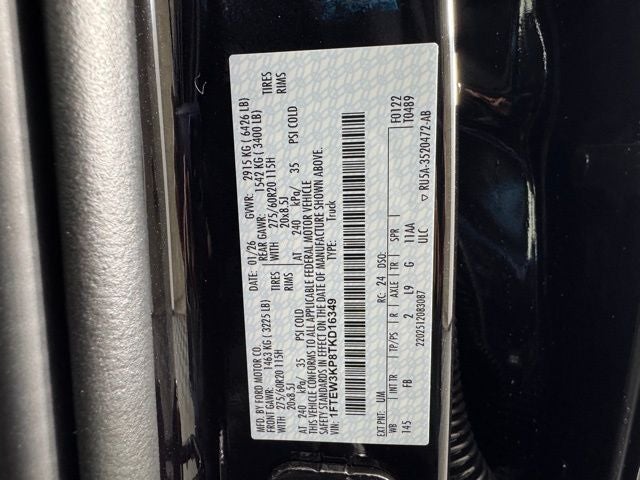 MFD. BY FORD MOTOR CO.
DATE: 01/26 GVWR: 2915 KG ( 6426 LB)
FRONT GAWR: 1463 KG ( 3225 LB) REAR GAWR: 1542 KG ( 3400 LB)
WITH 275/60R20 115H TIRES WITH 275/60R20 115H TIRES
20x8.5J RIMS 20x8.5J RIMS
AT 240 kPa/ 35 PSI COLD AT 240 kPa/ 35 PSI COLD
THIS VEHICLE CONFORMS TO ALL APPLICABLE FEDERAL MOTOR VEHICLE
SAFETY STANDARDS IN EFFECT ON THE DATE OF MANUFACTURE SHOWN ABOVE.
VIN: 1FTEW3KP8TKD16349 TYPE: Truck
EXT PNT: UM RC: 24 DSO: F0122
WB INT TR TP/PS R AXLE TR SPR T0489
145 FB 2 L9 G 11AA
ULC
2202512083087 ▽ RU5A-3520472-AB